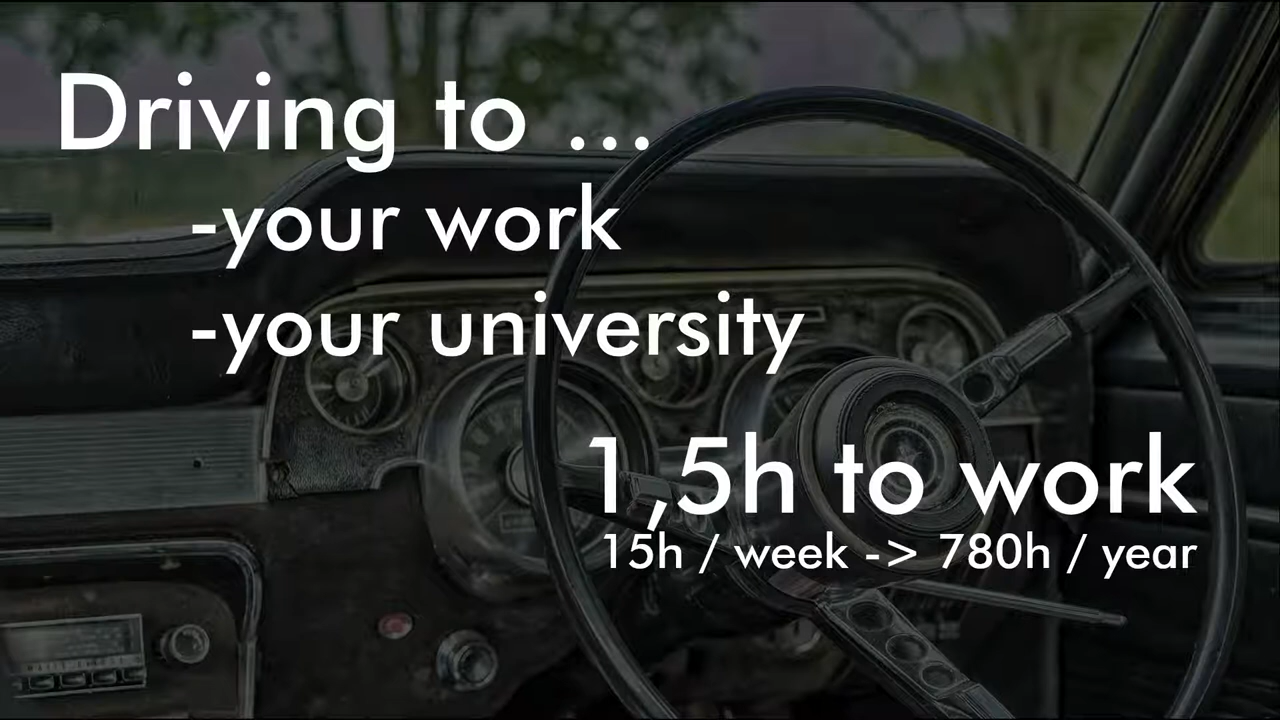 Driving to ...
-your work
-your university
1,5h to work
15h / week -> 780h / year